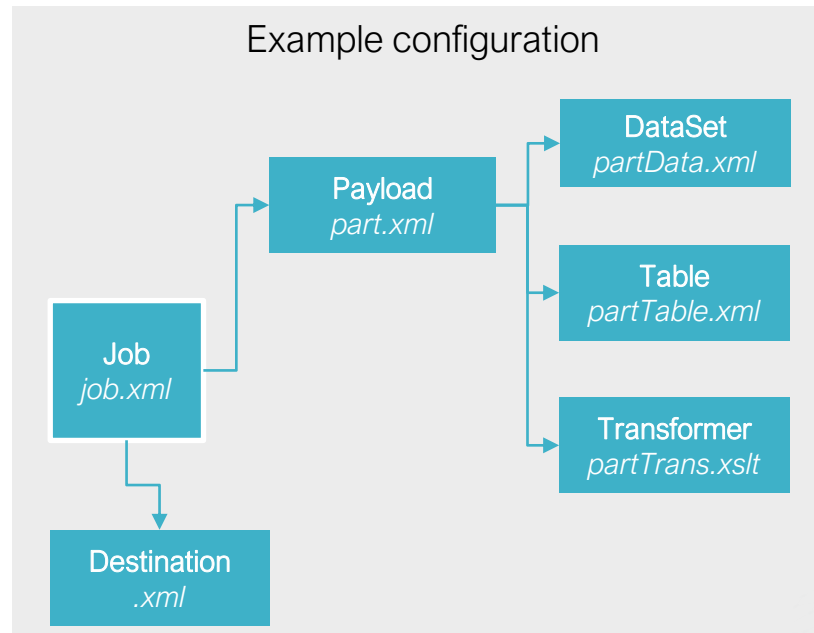 Example configuration
DataSet
partData.xml
Payload
part.xml
Table
partTable.xml
Job
job.xml
Transformer
partTrans.xslt
Destination
.xml